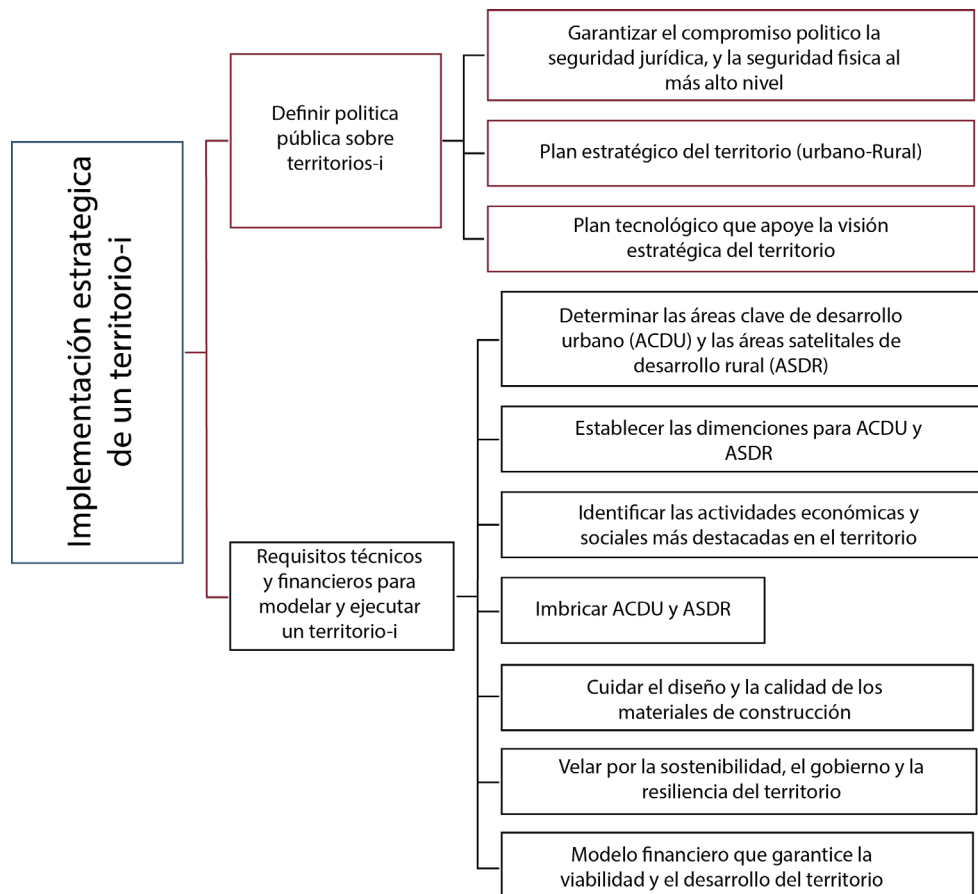 Implementación estrategica
de un territorio-i
Definir politica
pública sobre
territorios-i
Garantizar el compromiso politico la
seguridad jurídica, y la seguridad fisica al
más alto nivel
Plan estratégico del territorio (urbano-Rural)
Plan tecnológico que apoye la visión
estratégica del territorio
Requisitos técnicos
y financieros para
modelar y ejecutar
un territorio-i
Determinar las áreas clave de desarrollo
urbano (ACDU) y las áreas satelitales de
desarrollo rural (ASDR)
Establecer las dimenciones para ACDU y
ASDR
Identificar las actividades económicas y
sociales más destacadas en el territorio
Imbricar ACDU y ASDR
Cuidar el diseño y la calidad de los
materiales de construcción
Velar por la sostenibilidad, el gobierno y la
resiliencia del territorio
Modelo financiero que garantice la
viabilidad y el desarrollo del territorio